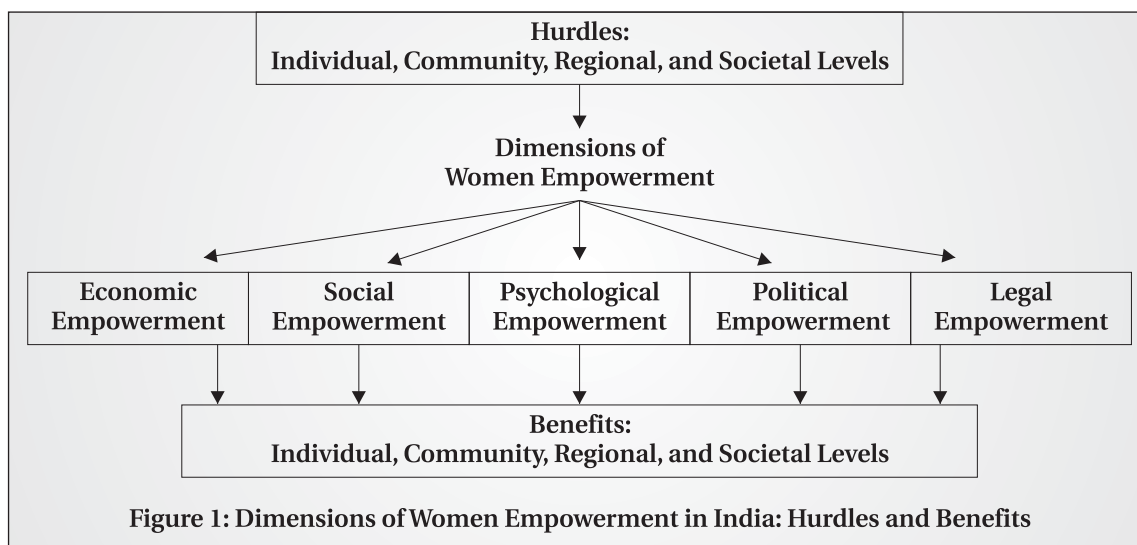 Hurdles:
Individual, Community, Regional, and Societal Levels
Dimensions of
Women Empowerment
Economic
Empowerment
Social
Empowerment
Psychological
Empowerment
Political
Empowerment
Legal
Empowerment
Benefits:
Individual, Community, Regional, and Societal Levels
Figure 1: Dimensions of Women Empowerment in India: Hurdles and Benefits